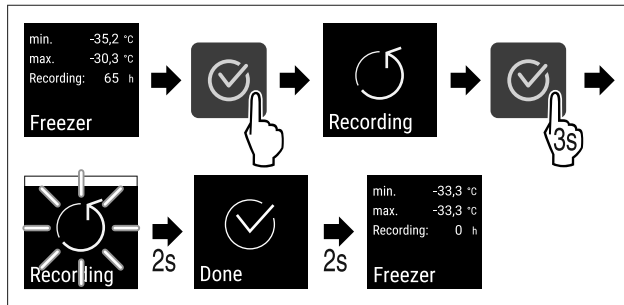 min. -35,2 °C
max. -30,3 °C
Recording: 65 h
Freezer
Recording
3s
Recording
2s
Done
2s
min. -33,3 °C
max. -33,3 °C
Recording: 0 h
Freezer